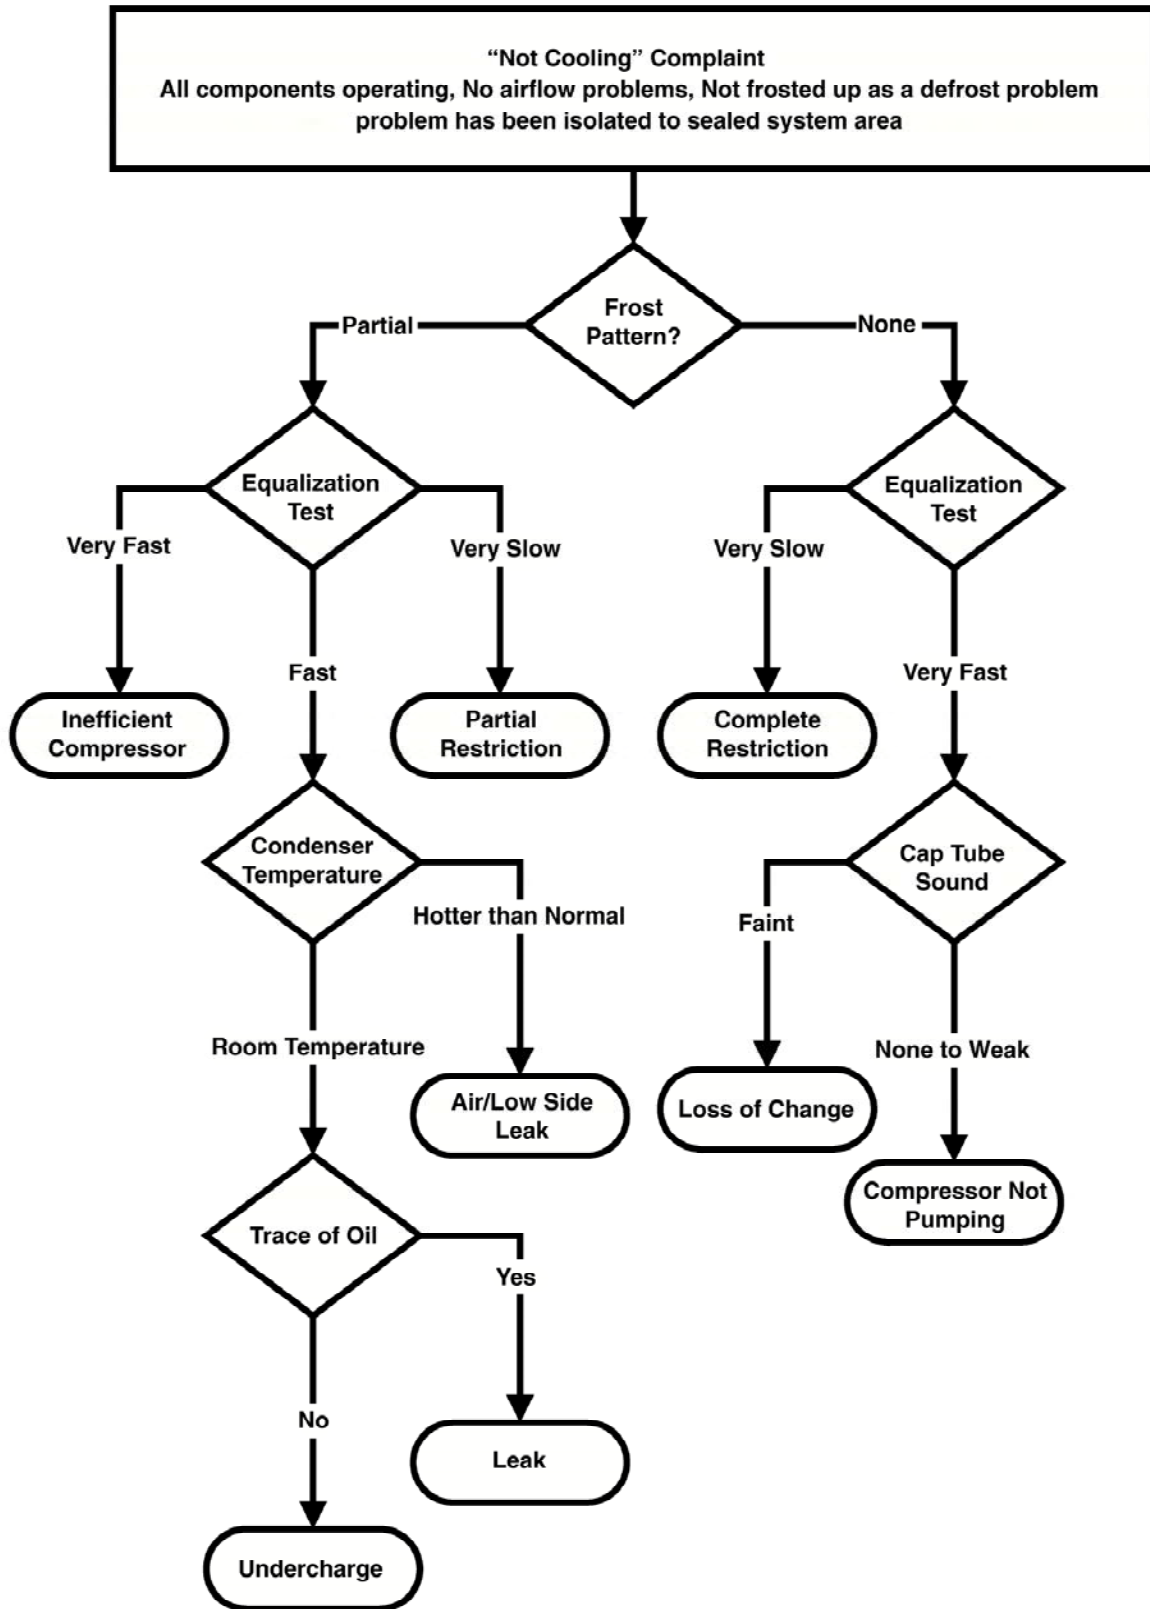 “Not Cooling” Complaint
All components operating, No airflow problems, Not frosted up as a defrost problem
problem has been isolated to sealed system area
Frost
Pattern?
Partial
None
Equalization
Test
Equalization
Test
Very Fast
Very Slow
Very Slow
Fast
Very Fast
Inefficient
Compressor
Partial
Restriction
Complete
Restriction
Condenser
Temperature
Cap Tube
Sound
Hotter than Normal
Faint
Room Temperature
None to Weak
Air/Low Side
Leak
Loss of Change
Compressor Not
Pumping
Trace of Oil
Yes
No
Leak
Undercharge